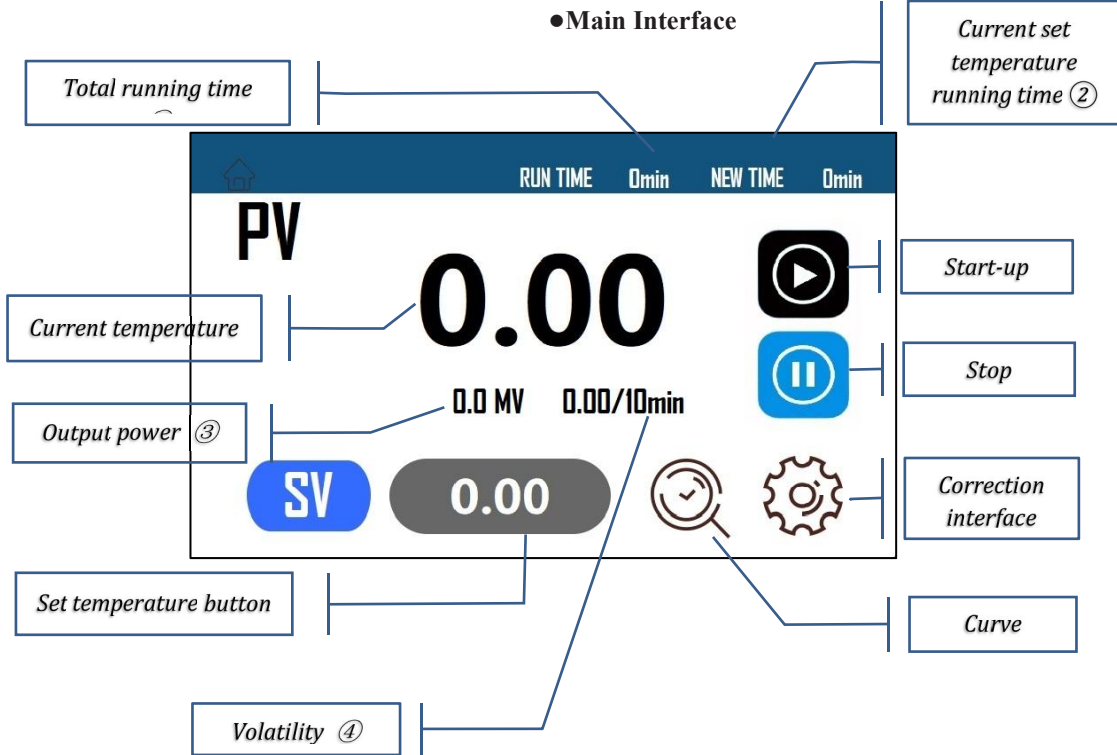 ●Main Interface
Current set
temperature
running time ②
Total running time
RUN TIME 0min NEW TIME 0min
PV
0.00
Start-up
Current temperature
Stop
0.0 MV 0.00/10min
Output power ③
SV 0.00
Correction
interface
Set temperature button
Curve
Volatility ④